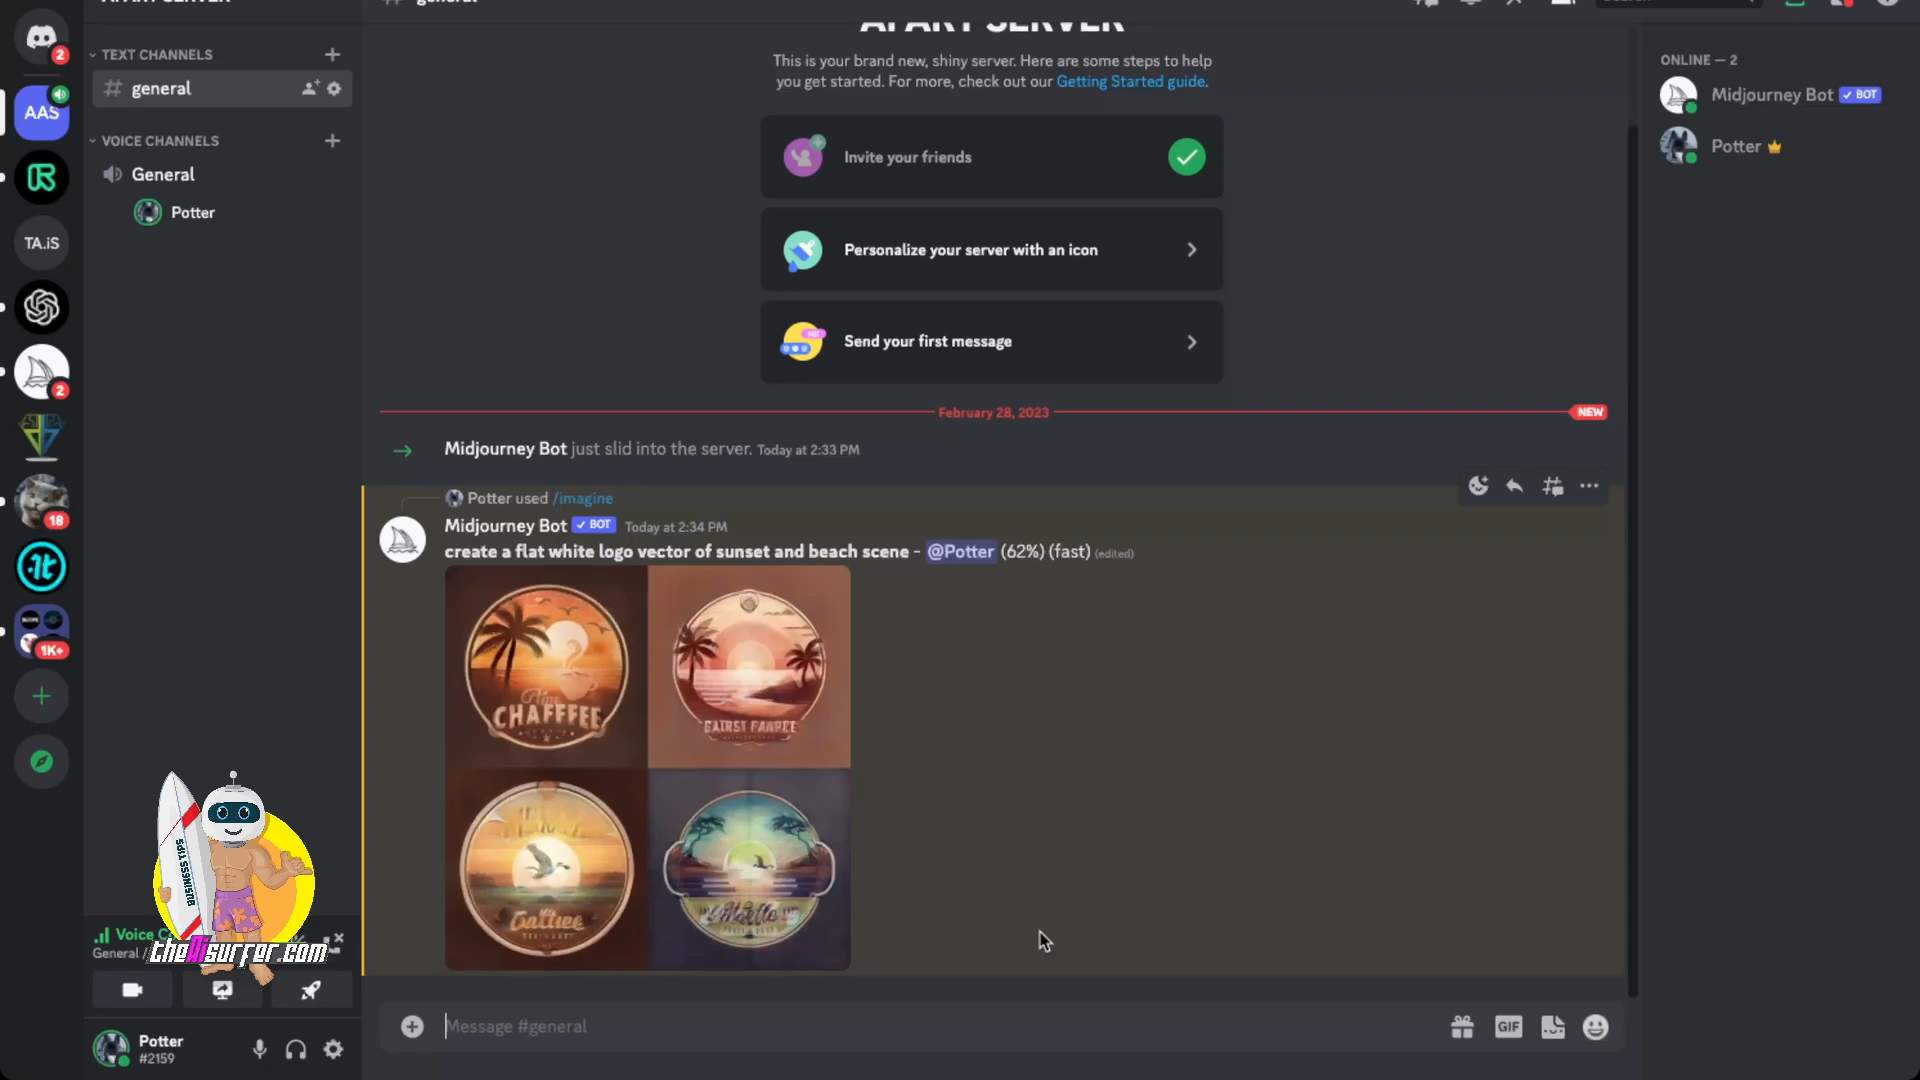 TEXT CHANNELS
general
VOICE CHANNELS
General
Potter
AAS
TA.iS
2
2
18
1K+
general
This is your brand new, shiny server. Here are some steps to help
you get started. For more, check out our Getting Started guide.
Invite your friends
Personalize your server with an icon
Send your first message
February 28, 2023
NEW
Midjourney Bot just slid into the server. Today at 2:33 PM
Potter used /imagine
Midjourney Bot ✓ BOT Today at 2:34 PM
create a flat white logo vector of sunset and beach scene - @Potter (62%) (fast) (edited)
CHAFFFEE
Message #general
GIF
ONLINE — 2
Midjourney Bot ✓ BOT
Potter
BUSINESS TIPS
Voice
General /
theAisurfer.com
Potter
#2159